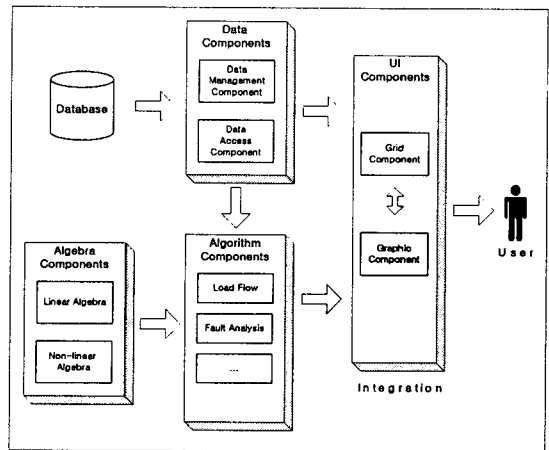 Data
Components
Data
Management
Component
Data
Access
Component
Database
UI
Components
Grid
Component
Graphic
Component
User
Algebra
Components
Linear Algebra
Non-linear
Algebra
Algorithm
Components
Load Flow
Fault Analysis
...
Integration